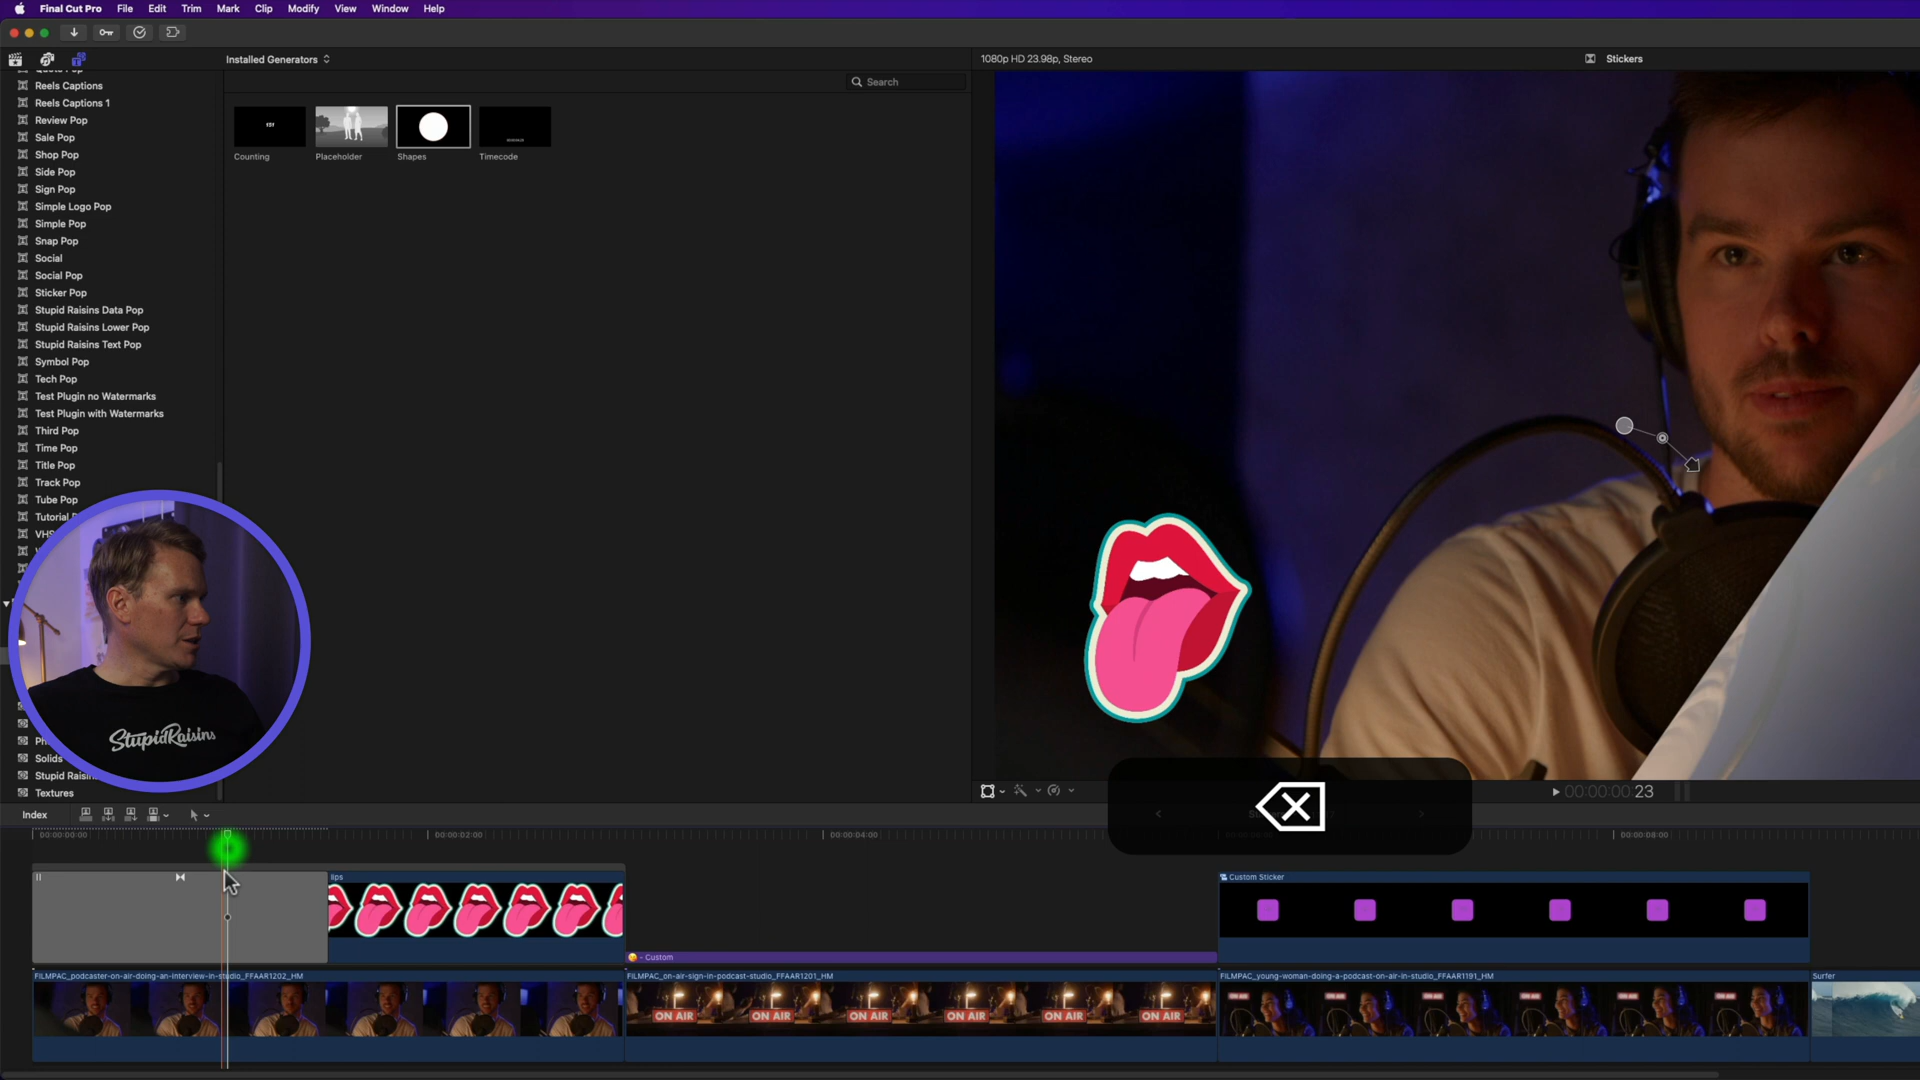 Final Cut Pro File Edit Trim Mark Clip Modify View Window Help
Installed Generators
1080p HD 23.98p, Stereo
Stickers
Search
Reels Captions
Reels Captions 1
Review Pop
Sale Pop
Shop Pop
Side Pop
Sign Pop
Simple Logo Pop
Simple Pop
Snap Pop
Social
Social Pop
Sticker Pop
Stupid Raisins Data Pop
Stupid Raisins Lower Pop
Stupid Raisins Text Pop
Symbol Pop
Tech Pop
Test Plugin no Watermarks
Test Plugin with Watermarks
Third Pop
Time Pop
Title Pop
Track Pop
Tube Pop
Tutorial
VHS
Solids
Stupid
Textures
Counting
Placeholder
Shapes
Timecode
StupidRaisins
00:00:00:23
Index
00:00:00:00
00:00:02:00
00:00:04:00
00:00:08:00
lips
Custom Sticker
- Custom
FILMPAC_podcaster-on-air-doing-an-interview-in-studio_FFAAR1202_HM
FILMPAC_on-air-sign-in-podcast-studio_FFAAR1201_HM
FILMPAC_young-woman-doing-a-podcast-on-air-in-studio_FFAAR1191_HM
Surfer
ON AIR ON AIR ON AIR ON AIR ON AIR ON AIR